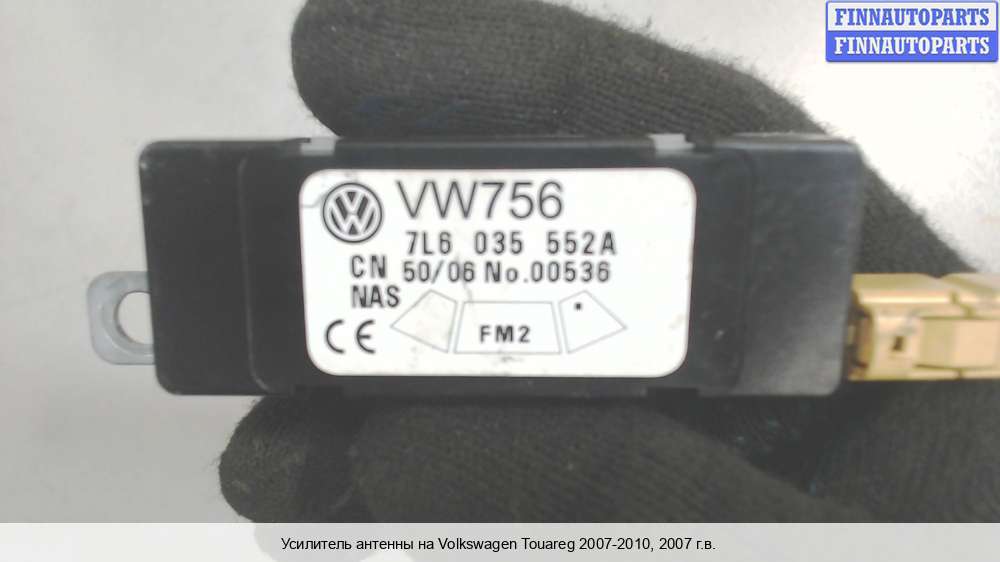 FINNAUTOPARTS
FINNAUTOPARTS
VW756
7L6 035 552A
CN 50/06 No.00536
NAS
FM2
CE
Усилитель антенны на Volkswagen Touareg 2007-2010, 2007 г.в.